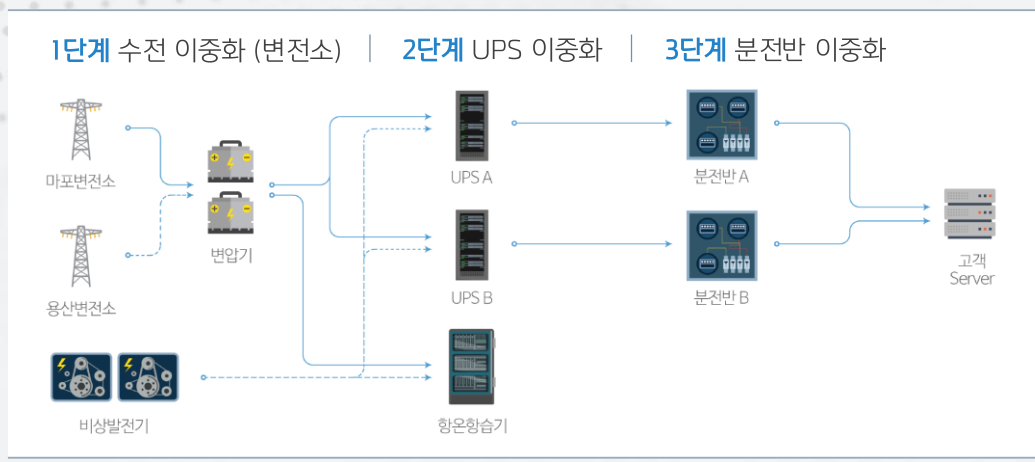 1단계 수전 이중화 (변전소) | 2단계 UPS 이중화 | 3단계 분전반 이중화
마포변전소
용산변전소
비상발전기
변압기
UPS A
UPS B
항온항습기
분전반 A
분전반 B
고객
Server